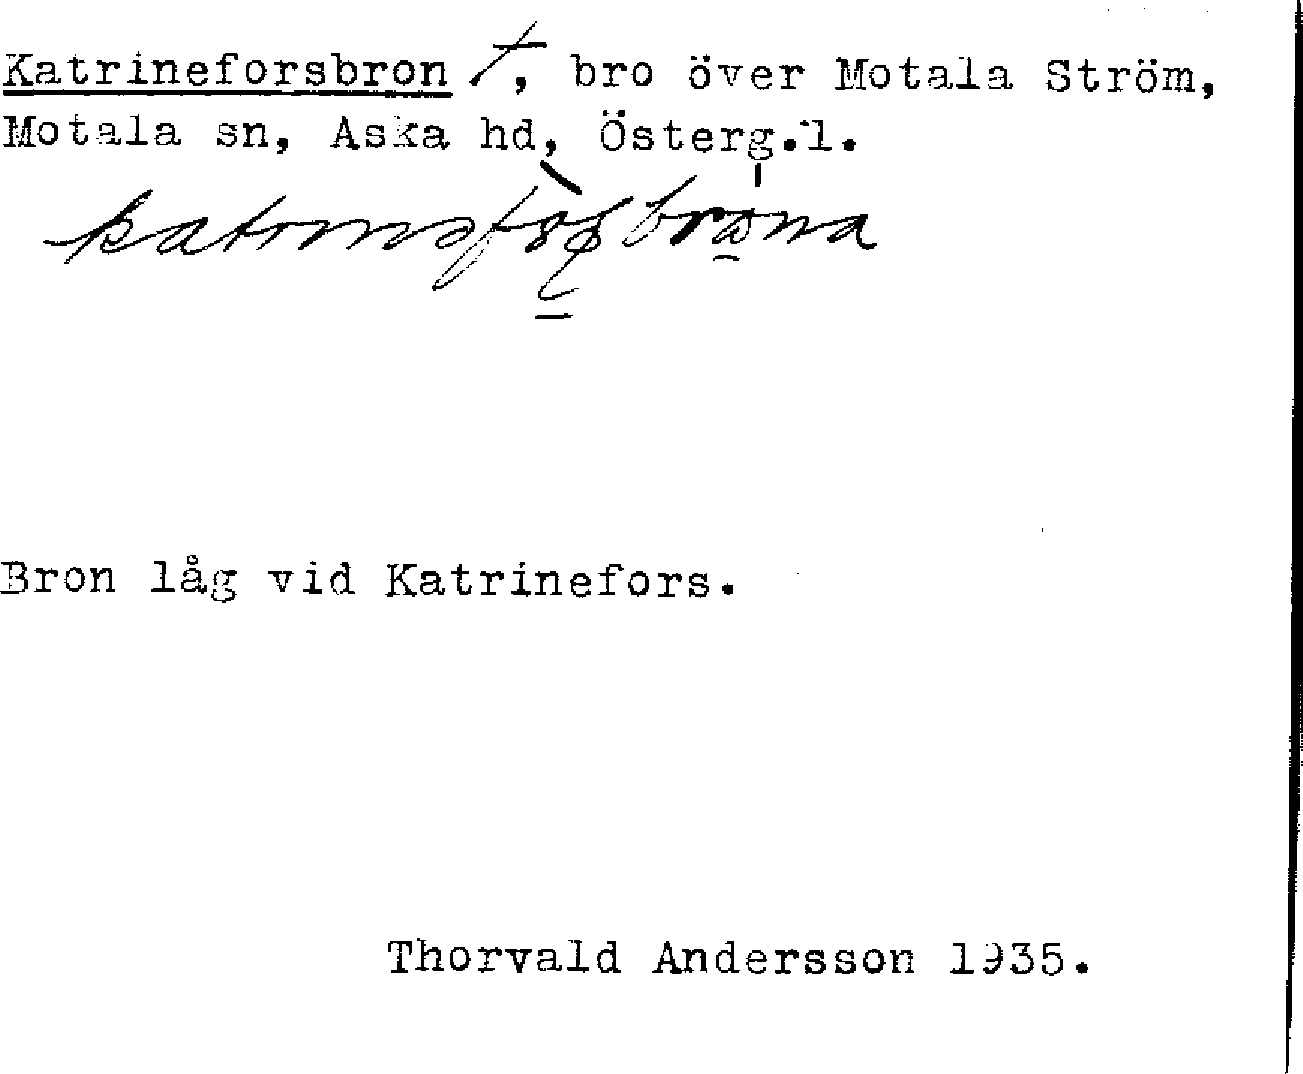 Katrineforsbron †, bro över Motala Ström,
Motala sn, Aska hd, Österg.l.
Bron låg vid Katrinefors.
Thorvald Andersson 1935.